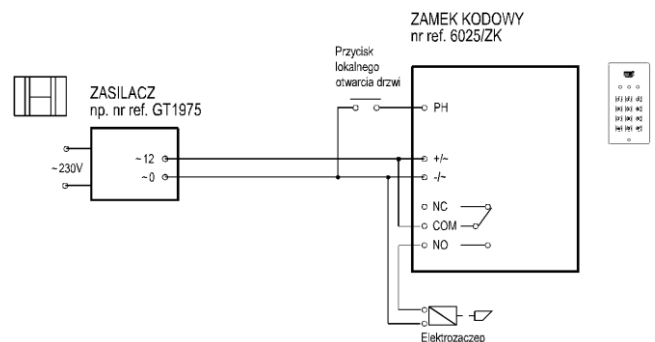 ZAMEK KODOWY
nr ref. 6025/ZK
Przycisk
lokalnego
otwarcia drzwi
ZASILACZ
np. nr ref. GT1975
~230V
~12
~0
PH
+/~
-/~
NC
COM
NO
Elektrozaczep